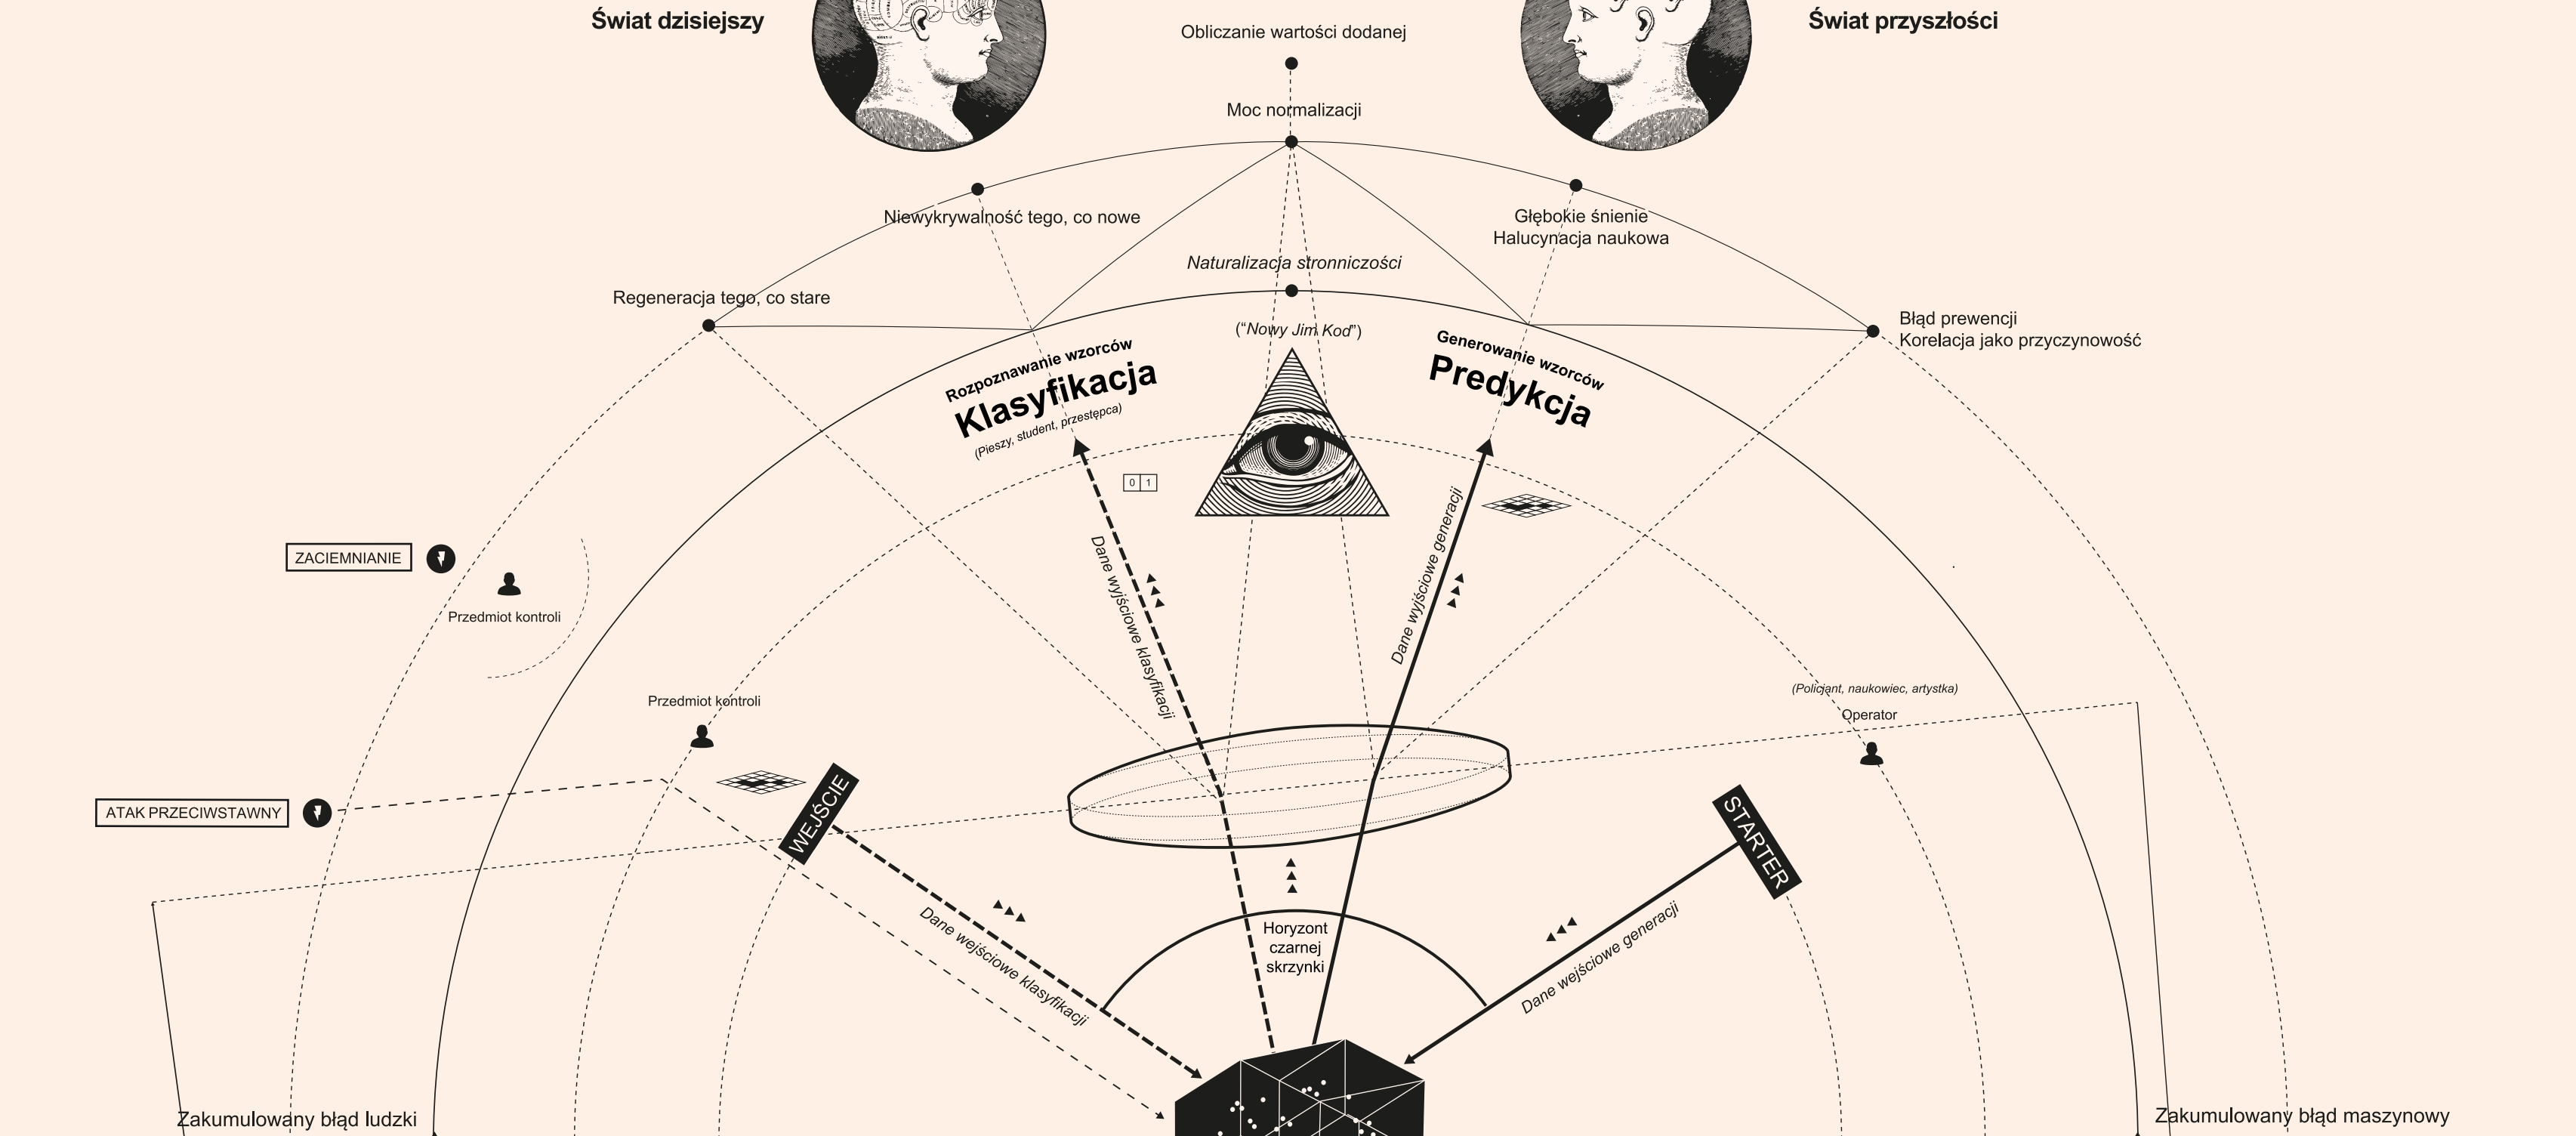 Świat dzisiejszy
Świat przyszłości
Obliczanie wartości dodanej
Moc normalizacji
Niewykrywalność tego, co nowe
Głębokie śnienie
Halucynacja naukowa
Naturalizacja stronniczości
Regeneracja tego, co stare
("Nowy Jim Kod")
Błąd prewencji
Korelacja jako przyczynowość
Rozpoznawanie wzorców
Klasyfikacja
(Pieszy, student, przestępca)
Generowanie wzorców
Predykcja
0 1
Dane wyjściowe klasyfikacji
Dane wyjściowe generacji
ZACIEMNIANIE
Przedmiot kontroli
Przedmiot kontroli
(Policjant, naukowiec, artystka)
Operator
ATAK PRZECIWSTAWNY
WEJŚCIE
STARTER
Dane wejściowe klasyfikacji
Horyzont
czarnej
skrzynki
Dane wejściowe generacji
Zakumulowany błąd ludzki
Zakumulowany błąd maszynowy